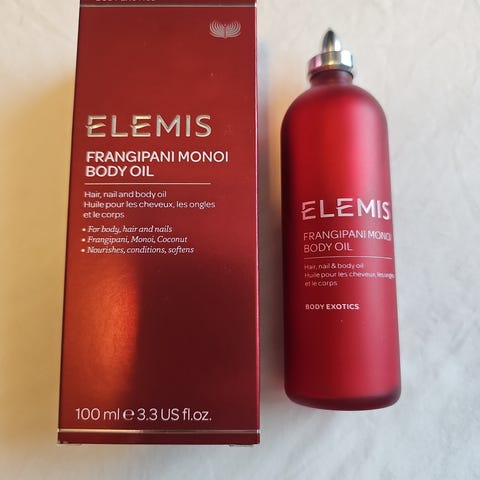 BODY EXOTICS
ELEMIS
FRANGIPANI MONOI
BODY OIL
Hair, nail and body oil
Huile pour les cheveux, les ongles
et le corps
• For body, hair and nails
• Frangipani, Monoi, Coconut
• Nourishes, conditions, softens
100 ml e 3.3 US fl.oz.
ELEMIS
FRANGIPANI MONOI
BODY OIL
Hair, nail & body oil
Huile pour les cheveux, les ongles
et le corps
BODY EXOTICS